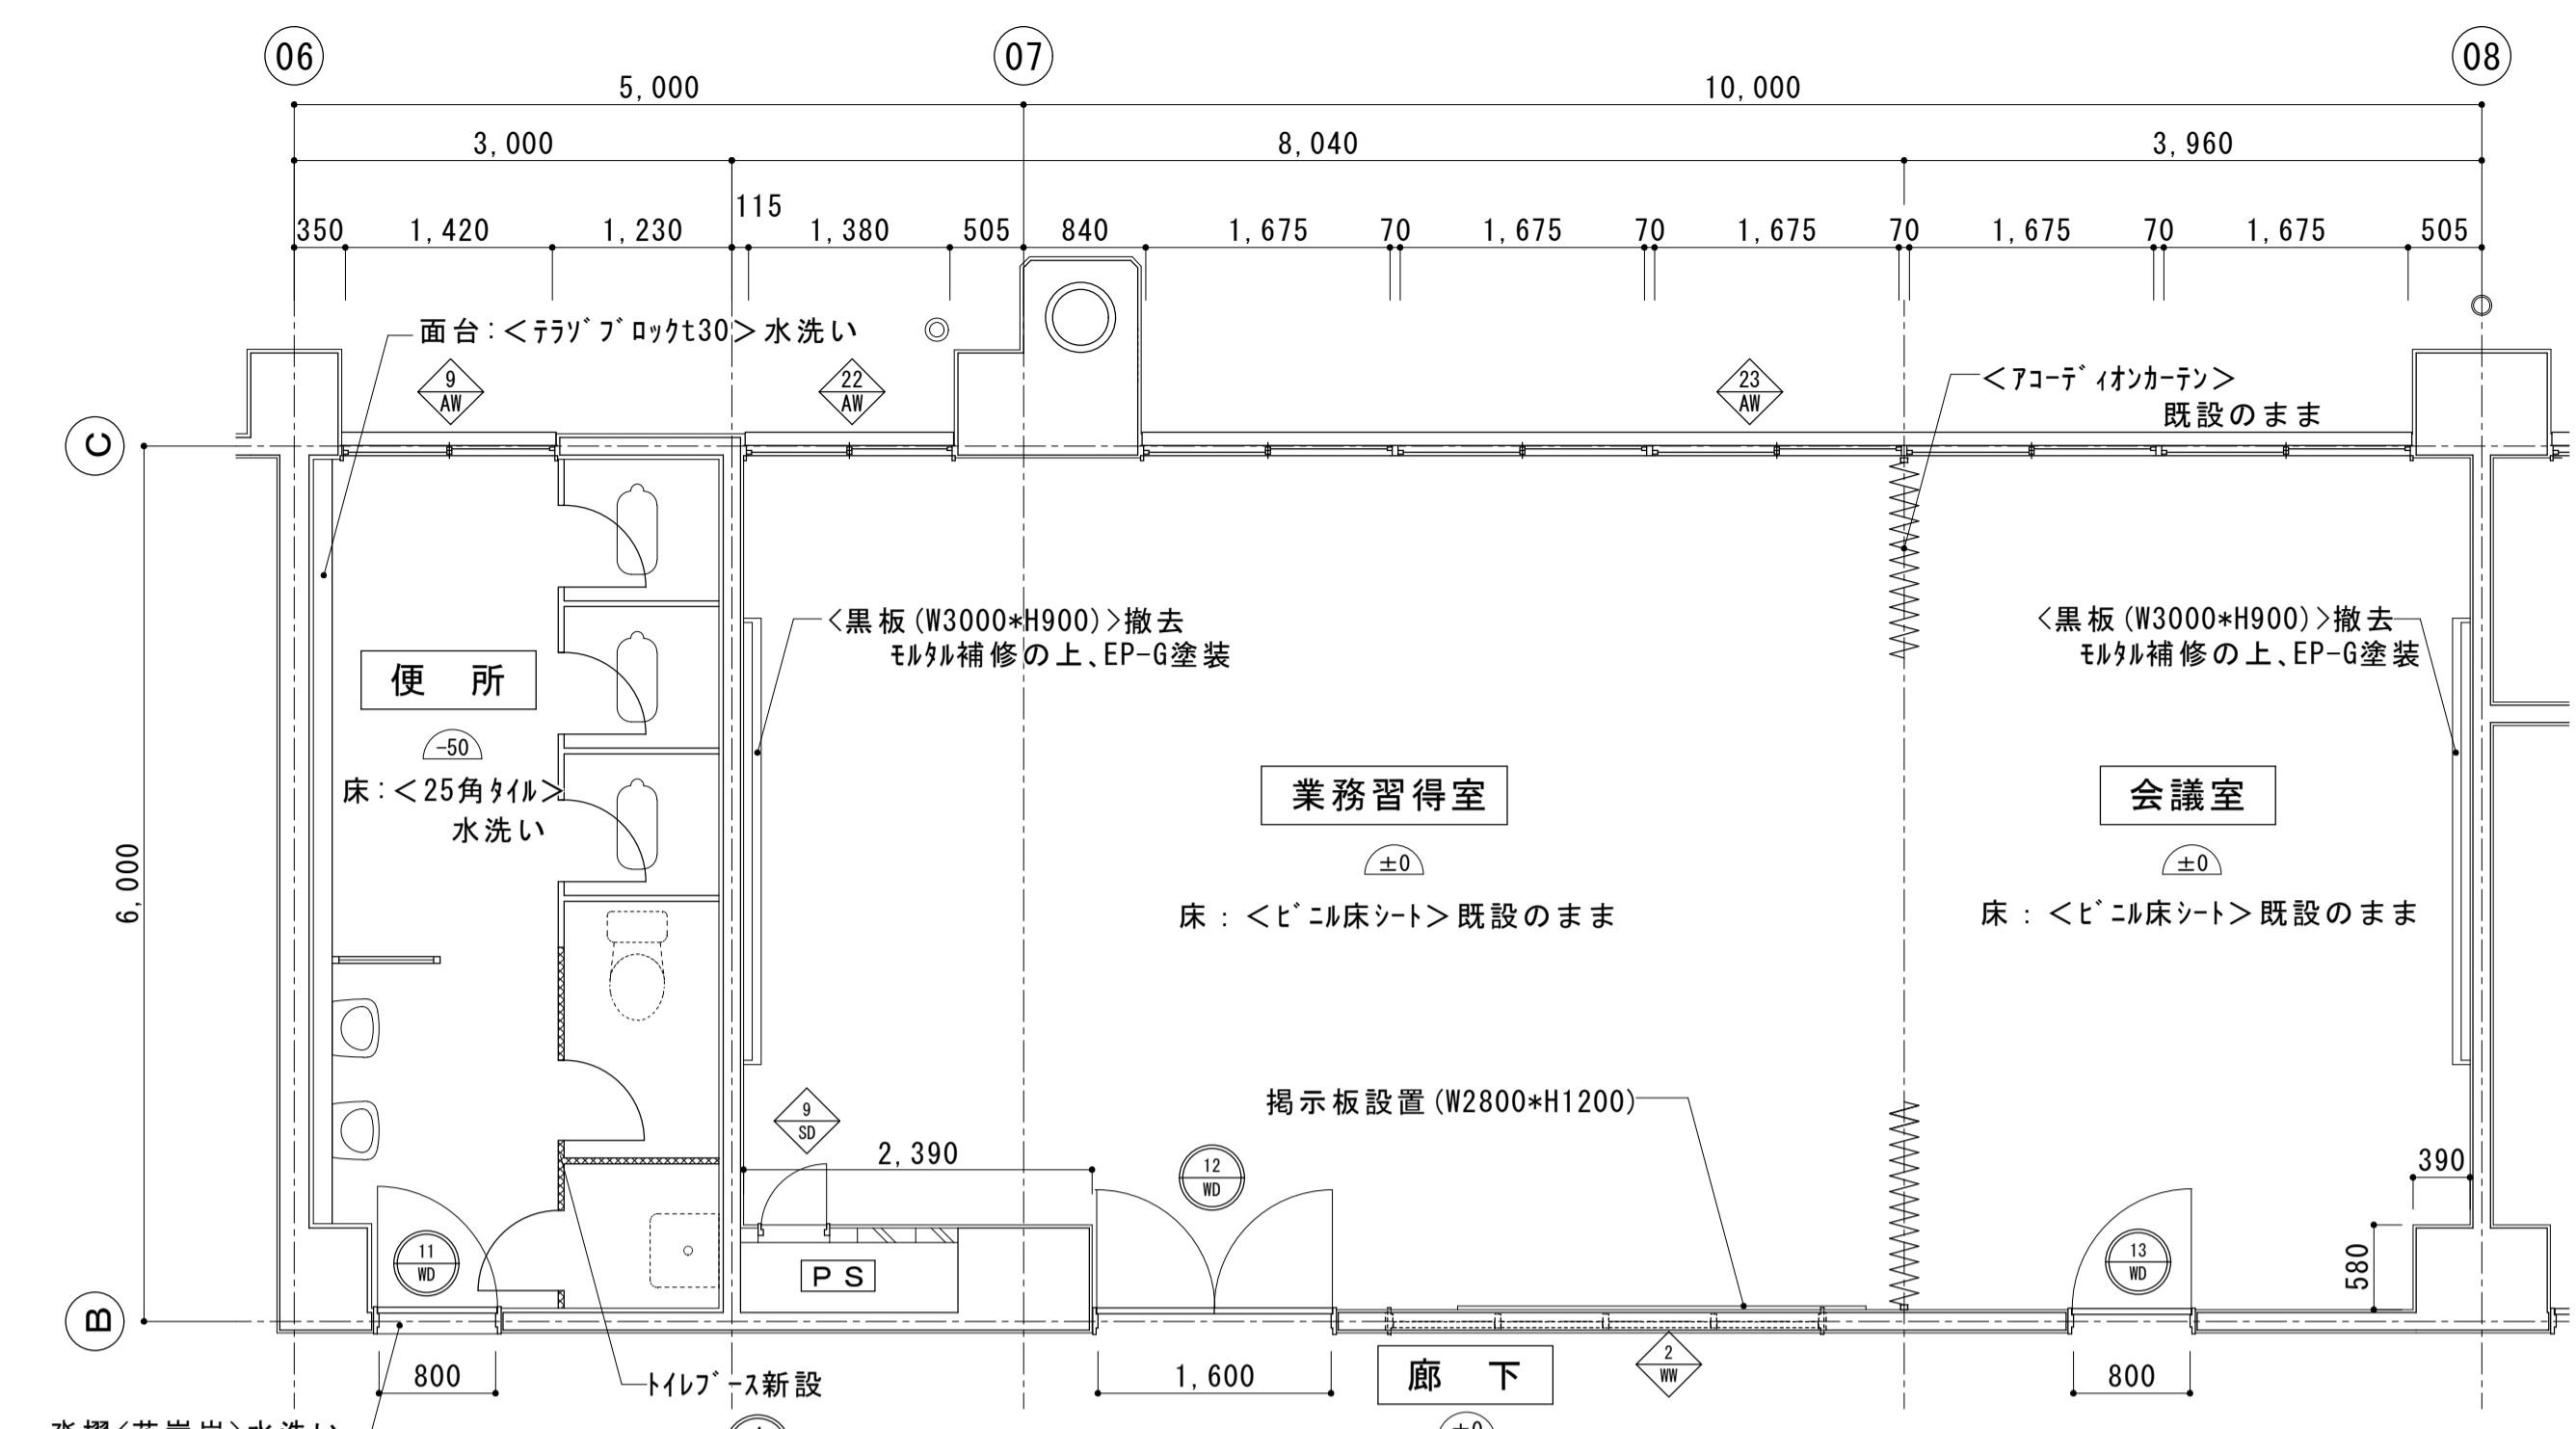 06
07
08
5,000
10,000
3,000
8,040
3,960
115
350
1,420
1,230
1,380
505
840
1,675
70
1,675
70
1,675
70
1,675
70
1,675
505
面台:<ﾃﾗｿﾞﾌﾞﾛｯｸt30>水洗い
9
AW
22
AW
23
AW
<ｱｺｰﾃﾞｨｵﾝｶｰﾃﾝ>
既設のまま
C
<黒板(W3000*H900)>撤去
ﾓﾙﾀﾙ補修の上､EP-G塗装
<黒板(W3000*H900)>撤去
ﾓﾙﾀﾙ補修の上､EP-G塗装
便 所
-50
床:<25角ﾀｲﾙ>
水洗い
業務習得室
±0
床:<ﾋﾞﾆﾙ床ｼｰﾄ>既設のまま
会議室
±0
床:<ﾋﾞﾆﾙ床ｼｰﾄ>既設のまま
6,000
掲示板設置(W2800*H1200)
9
SD
2,390
12
WD
390
580
11
WD
PS
13
WD
B
800
ﾄｲﾚﾌﾞｰｽ新設
1,600
廊 下
2
WW
800
±0